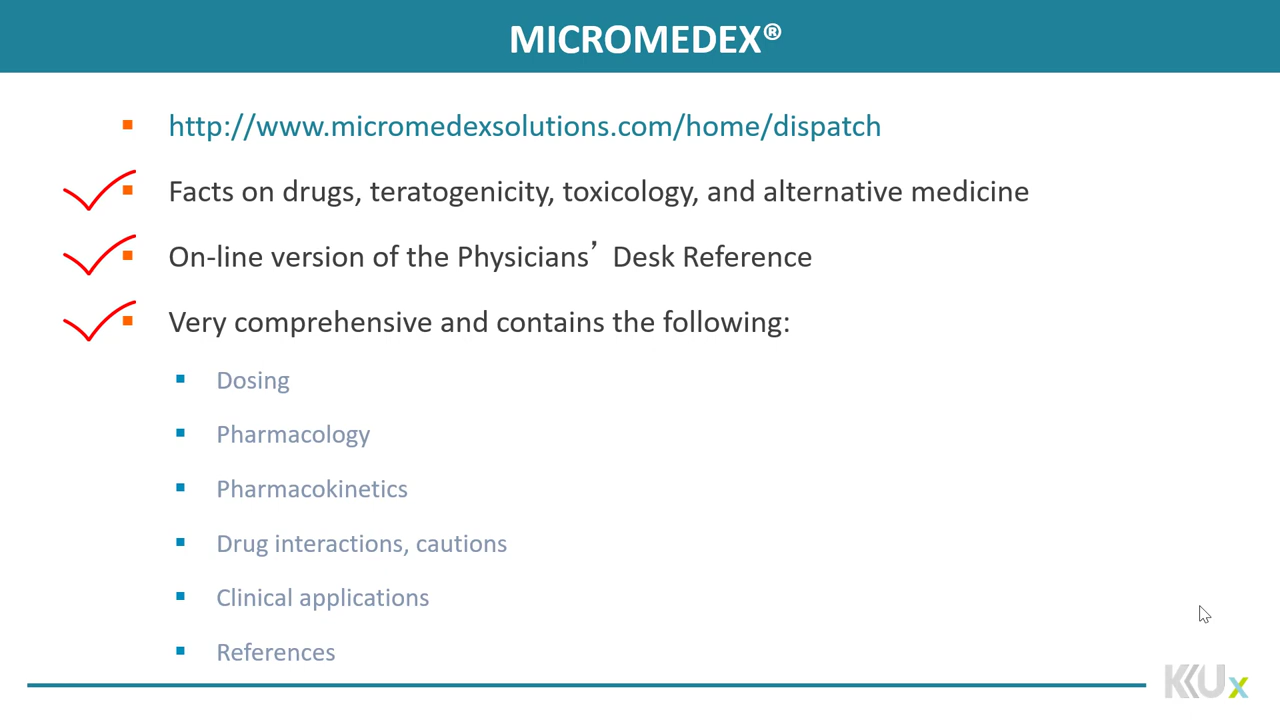 MICROMEDEX®
http://www.micromedexsolutions.com/home/dispatch
Facts on drugs, teratogenicity, toxicology, and alternative medicine
On-line version of the Physicians’ Desk Reference
Very comprehensive and contains the following:
Dosing
Pharmacology
Pharmacokinetics
Drug interactions, cautions
Clinical applications
References
KKUx